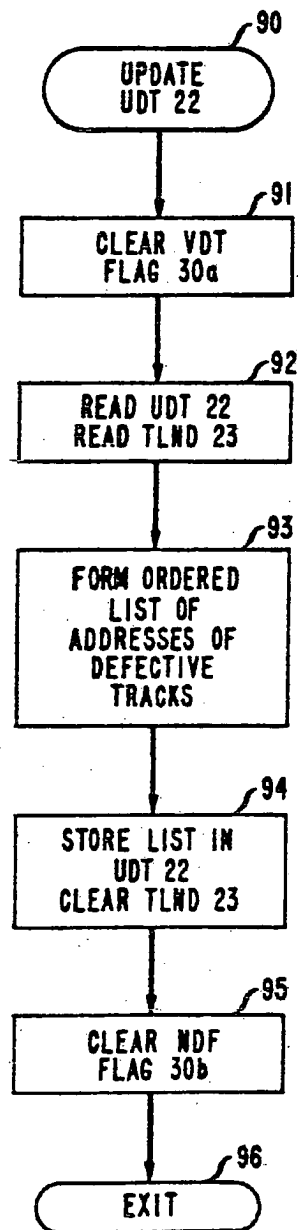 90
UPDATE
UDT 22
91
CLEAR VDT
FLAG 30a
92
READ UDT 22
READ TLND 23
93
FORM ORDERED
LIST OF
ADDRESSES OF
DEFECTIVE
TRACKS
94
STORE LIST IN
UDT 22
CLEAR TLND 23
95
CLEAR NDF
FLAG 30b
96
EXIT